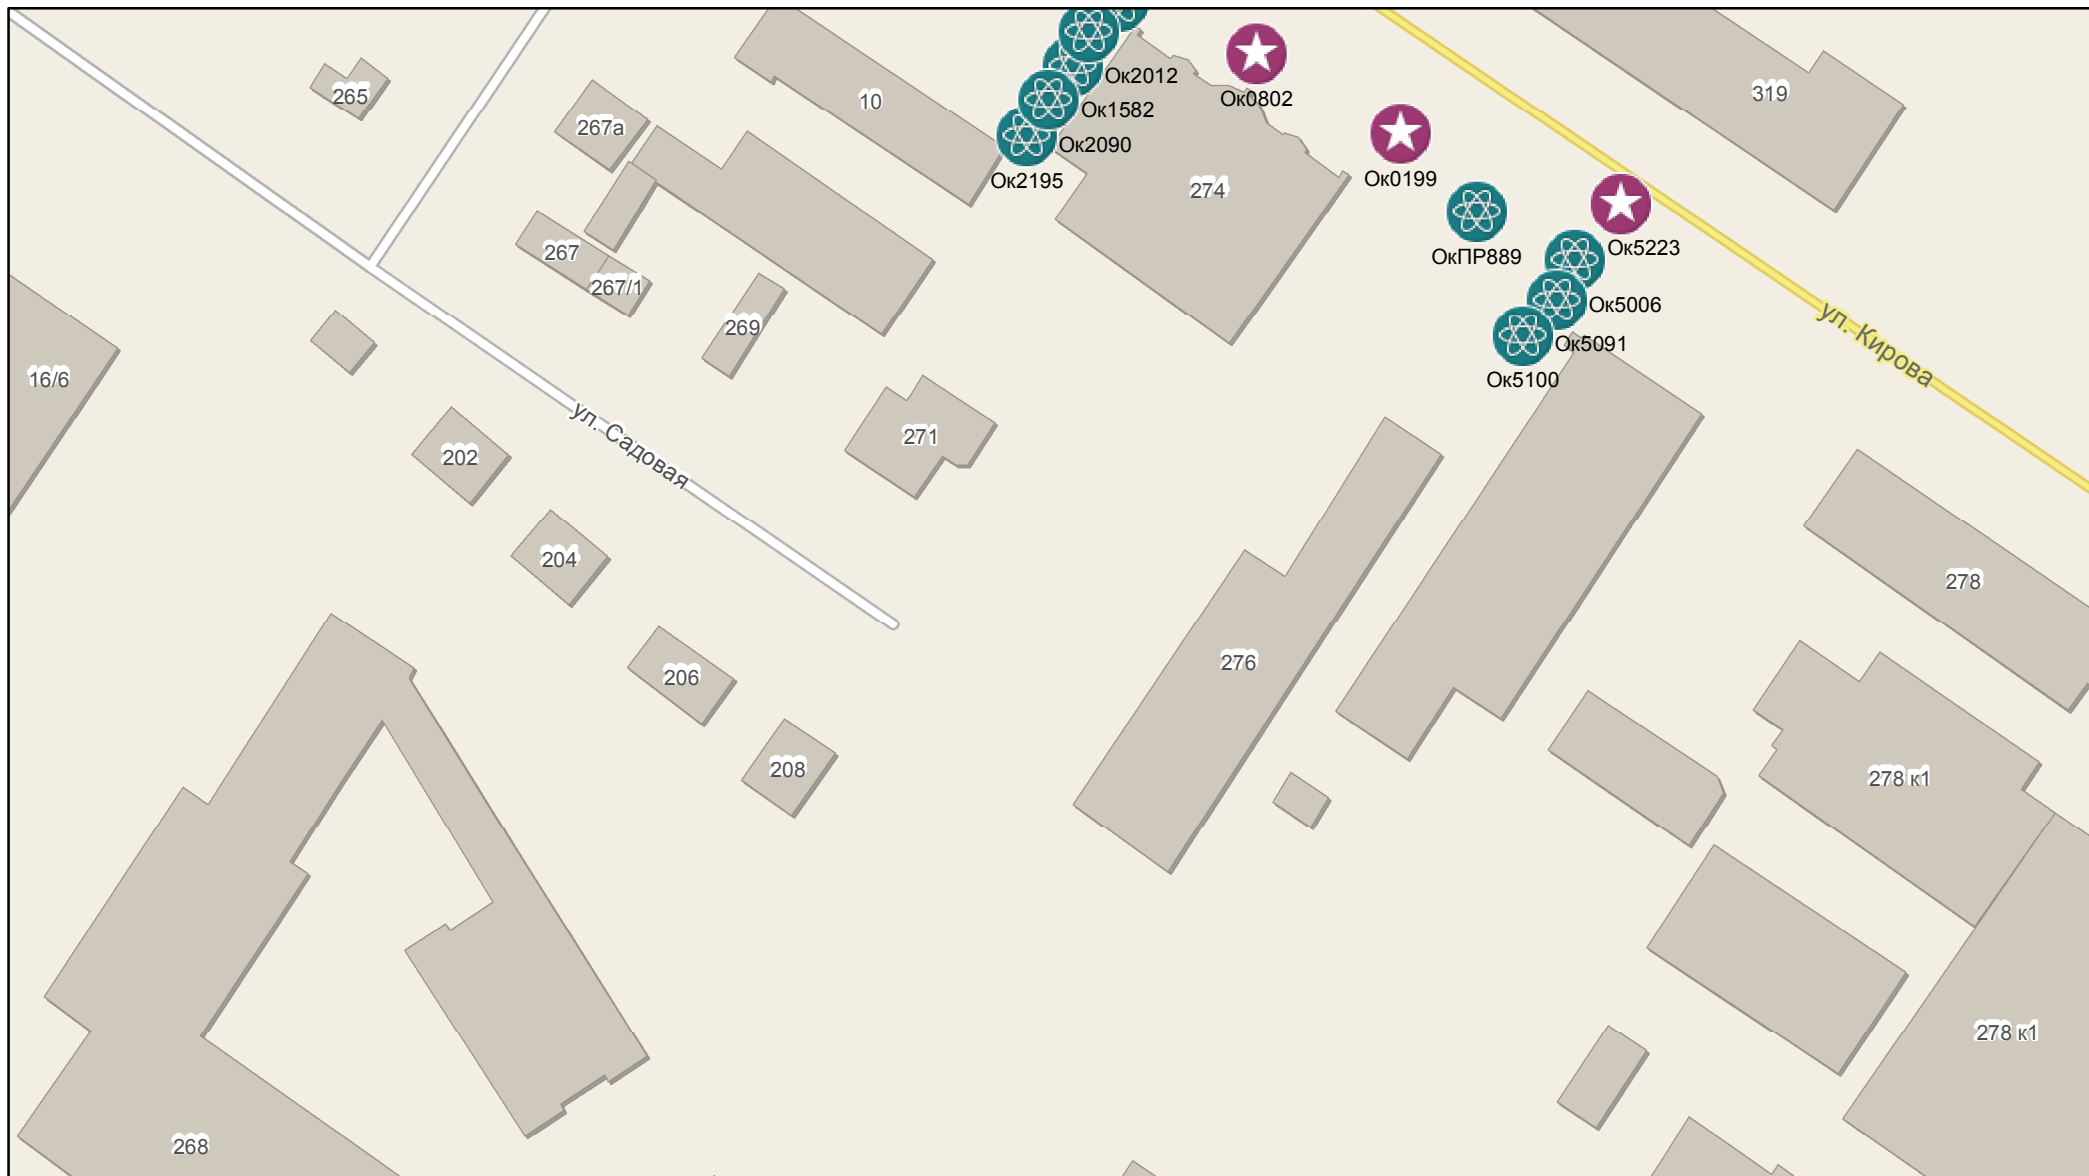 265
10
Ок2012
Ок0802
319
267а
Ок1582
Ок2090
Ок2195
274
Ок0199
Ок5223
ОкПР889
267
267/1
Ок5006
269
Ок5091
ул. Кирова
16/6
Ок5100
ул. Садовая
271
202
204
278
276
206
208
278 к1
278 к1
268